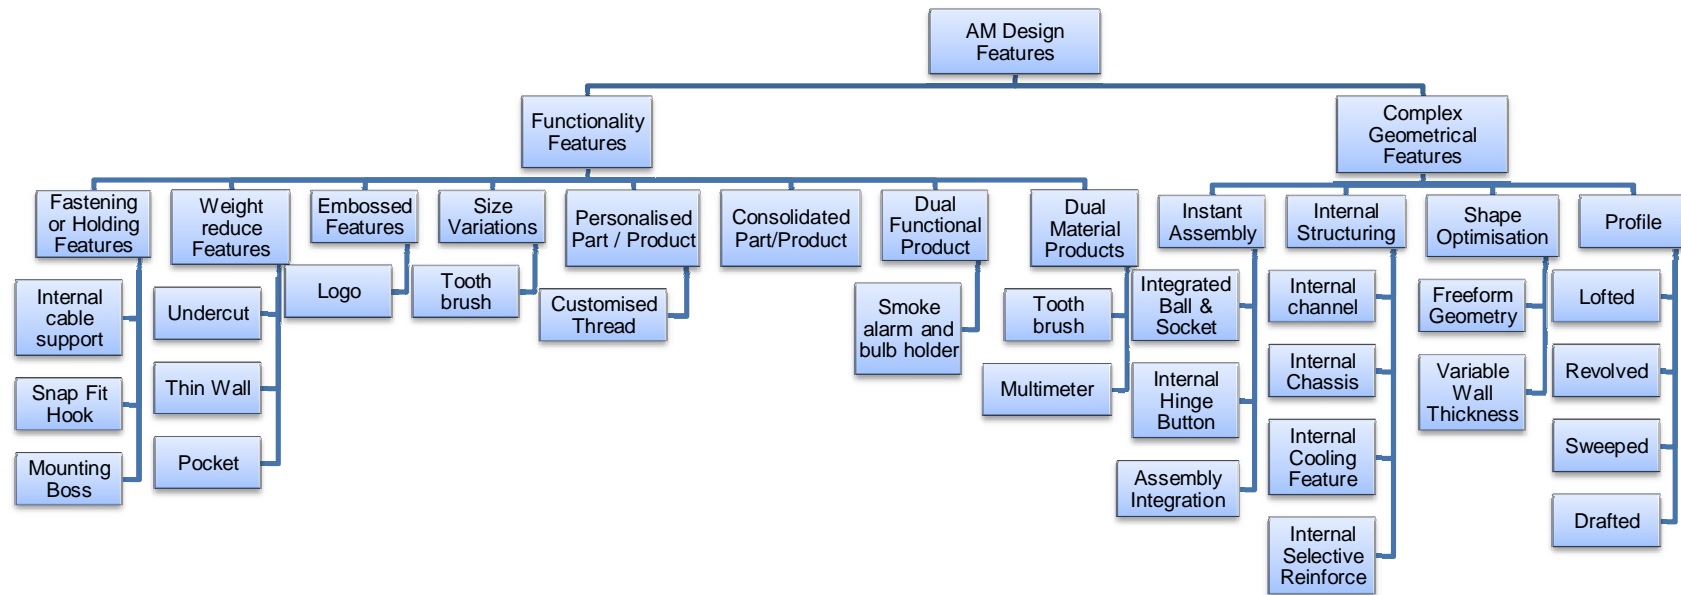 AM Design
Features
Functionality
Features
Complex
Geometrical
Features
Fastening
or Holding
Features
Weight
reduce
Features
Embossed
Features
Size
Variations
Personalised
Part / Product
Consolidated
Part/Product
Dual
Functional
Product
Dual
Material
Products
Instant
Assembly
Internal
Structuring
Shape
Optimisation
Profile
Internal
cable
support
Snap Fit
Hook
Mounting
Boss
Undercut
Thin Wall
Pocket
Logo
Tooth
brush
Customised
Thread
Smoke
alarm and
bulb holder
Tooth
brush
Multimeter
Integrated
Ball &
Socket
Internal
Hinge
Button
Assembly
Integration
Internal
channel
Internal
Chassis
Internal
Cooling
Feature
Internal
Selective
Reinforce
Freeform
Geometry
Variable
Wall
Thickness
Lofted
Revolved
Sweeped
Drafted